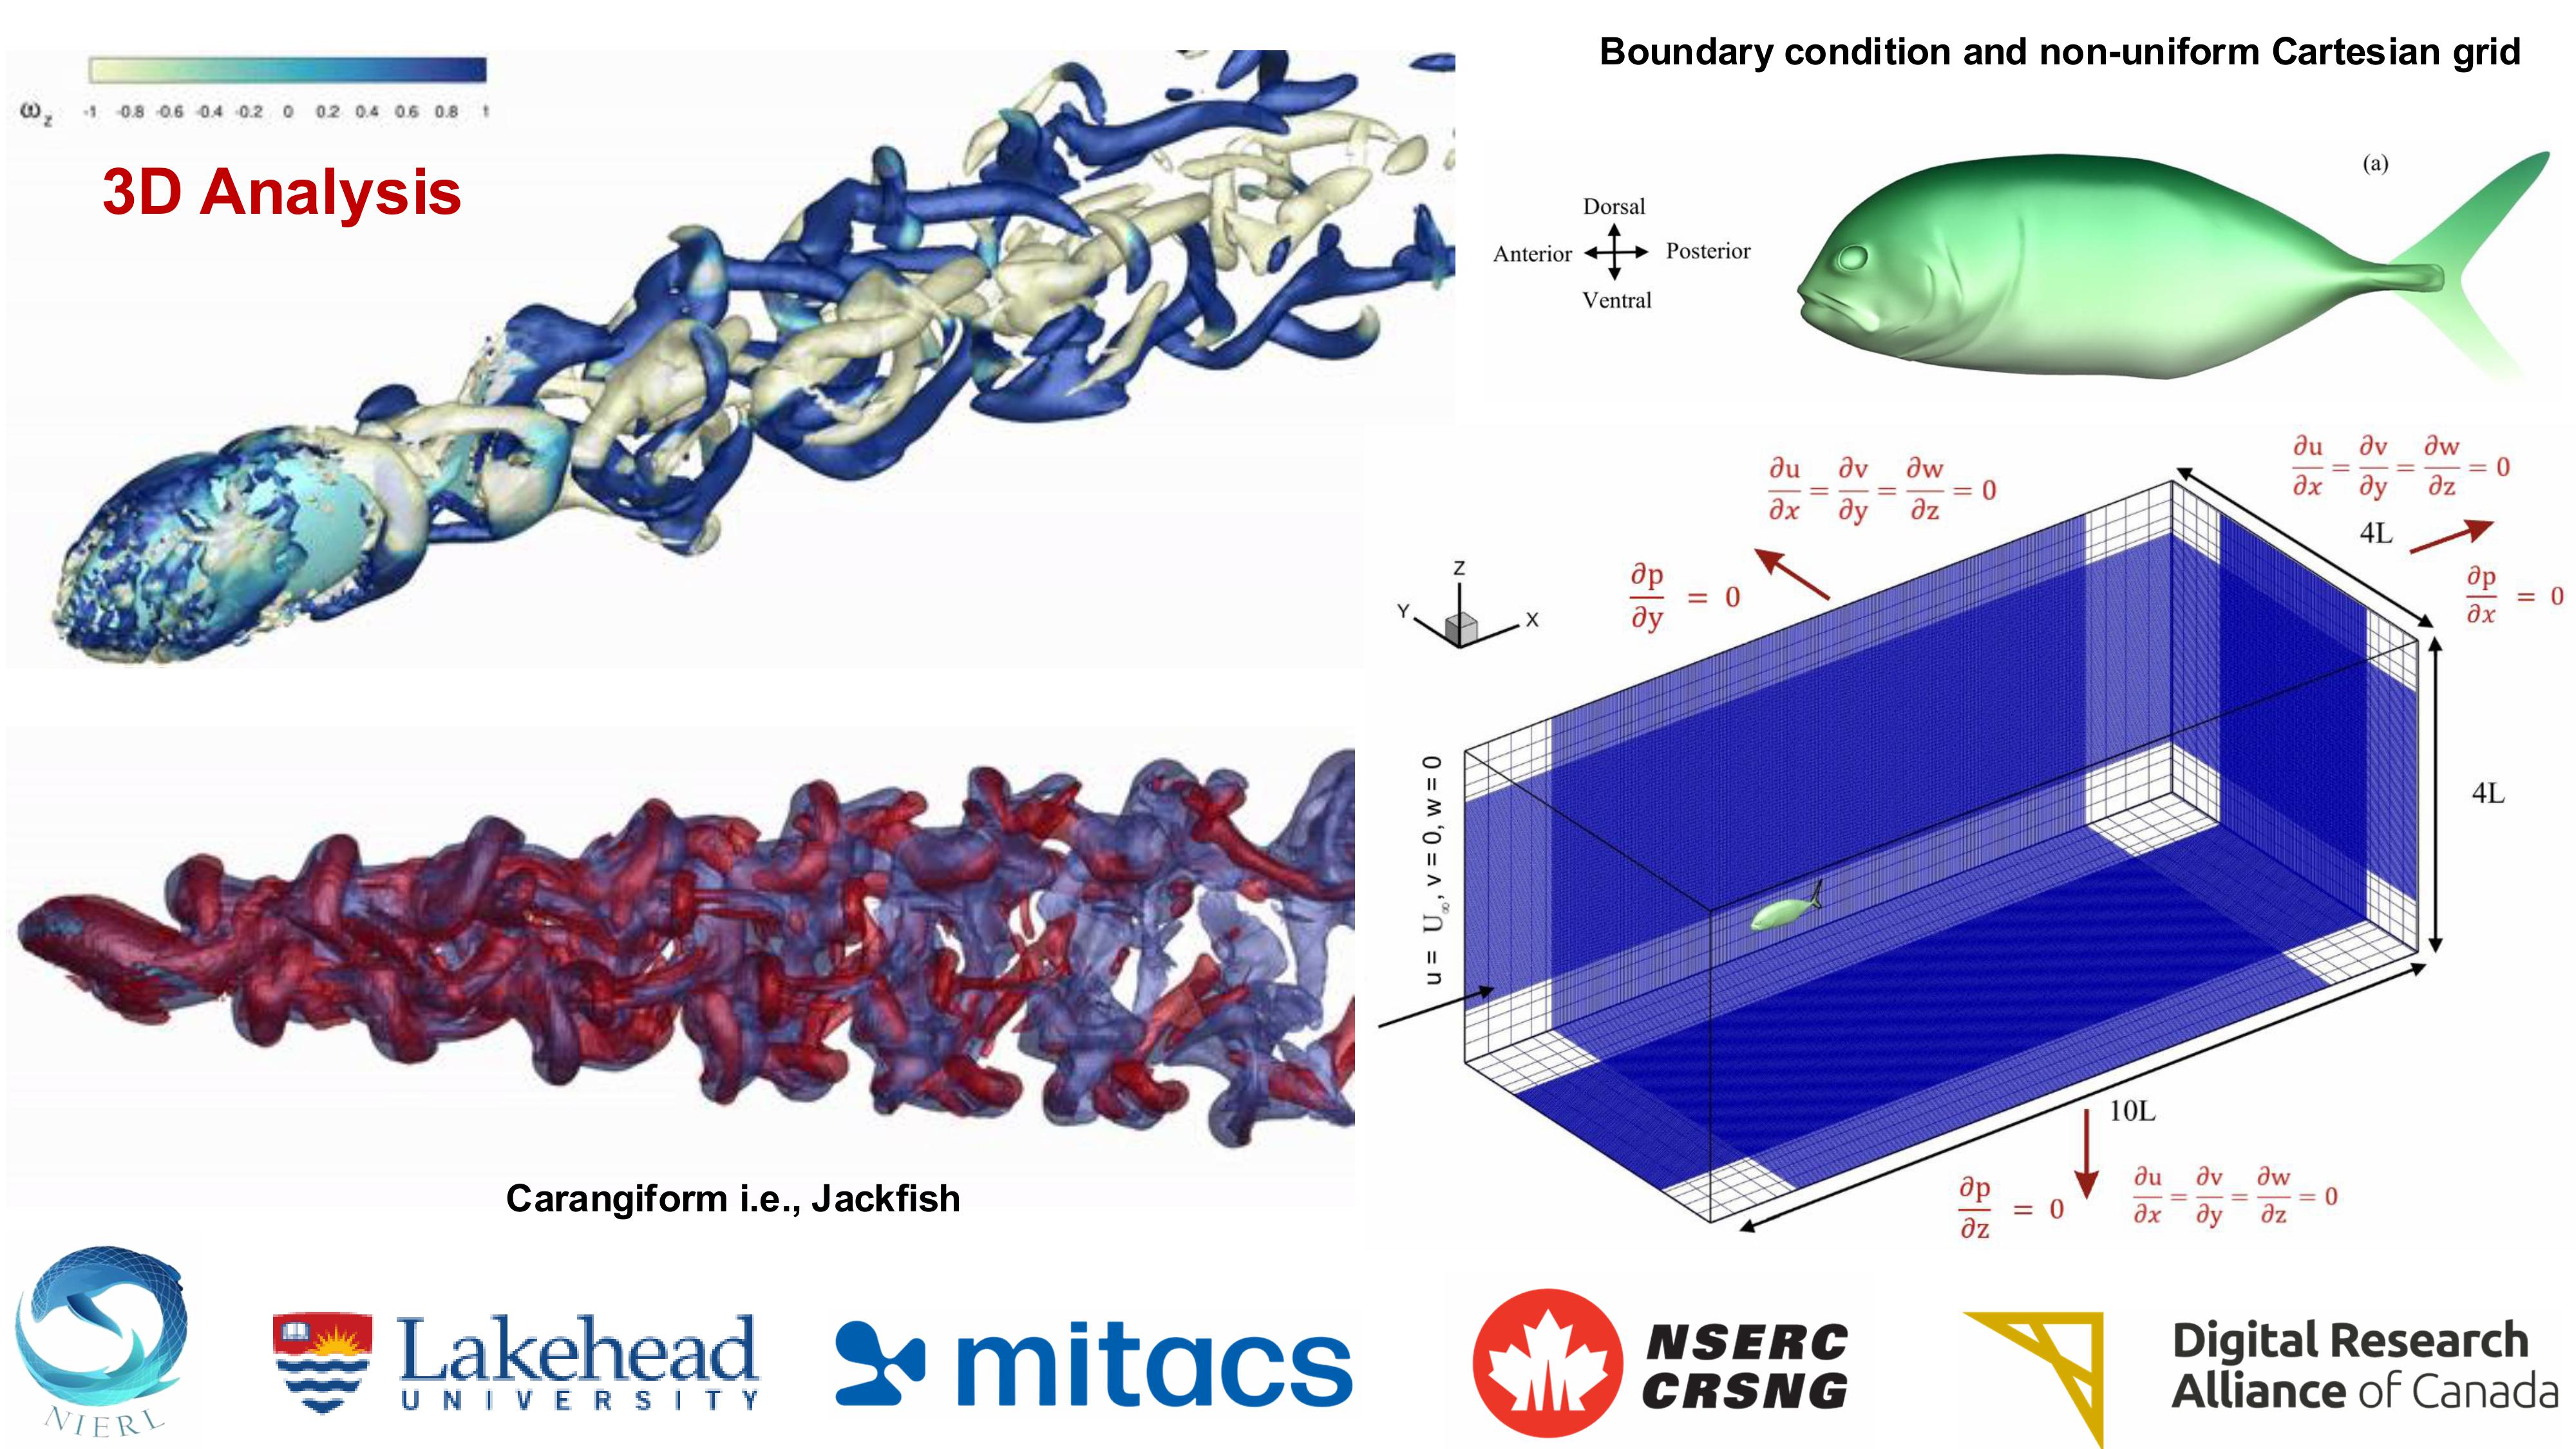 Boundary condition and non-uniform Cartesian grid
ω_z
-1 -0.8 -0.6 -0.4 -0.2 0 0.2 0.4 0.6 0.8 1
3D Analysis
(a)
Dorsal
Anterior Posterior
Ventral
∂u/∂x = ∂v/∂y = ∂w/∂z = 0
∂p/∂y = 0
∂u/∂x = ∂v/∂y = ∂w/∂z = 0
4L
∂p/∂x = 0
Z
Y
X
u = U∞, v = 0, w = 0
4L
10L
∂p/∂z = 0
∂u/∂x = ∂v/∂y = ∂w/∂z = 0
Carangiform i.e., Jackfish
NIERL
Lakehead
UNIVERSITY
mitacs
NSERC
CRSNG
Digital Research
Alliance of Canada